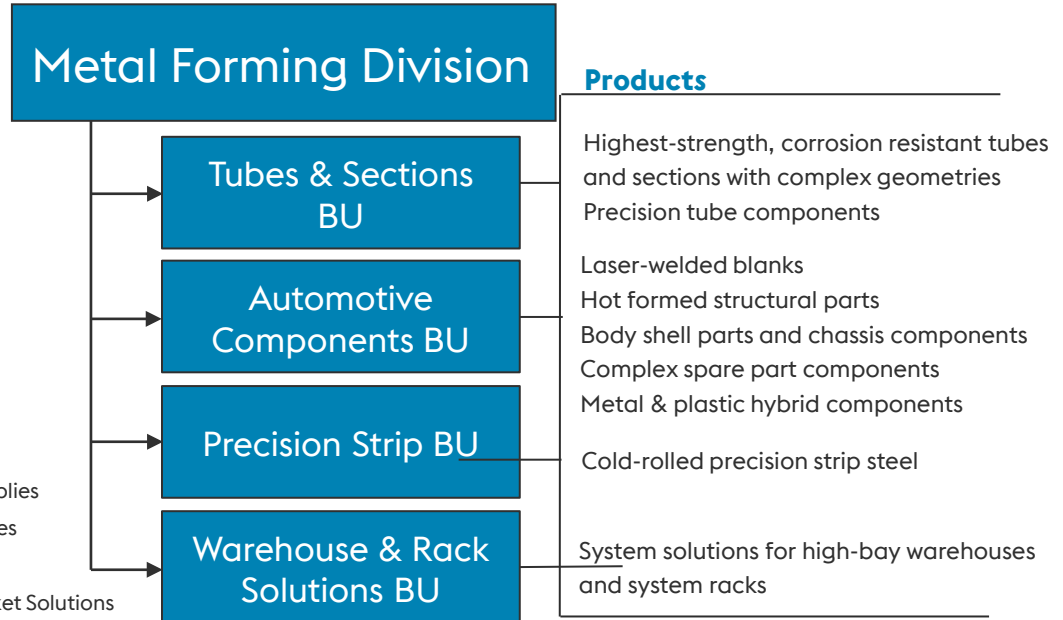 Metal Forming Division
Products
Tubes & Sections
BU
Highest-strength, corrosion resistant tubes
and sections with complex geometries
Precision tube components
Automotive
Components BU
Laser-welded blanks
Hot formed structural parts
Body shell parts and chassis components
Complex spare part components
Metal & plastic hybrid components
Precision Strip BU
Cold-rolled precision strip steel
Warehouse & Rack
Solutions BU
System solutions for high-bay warehouses
and system racks
Solutions